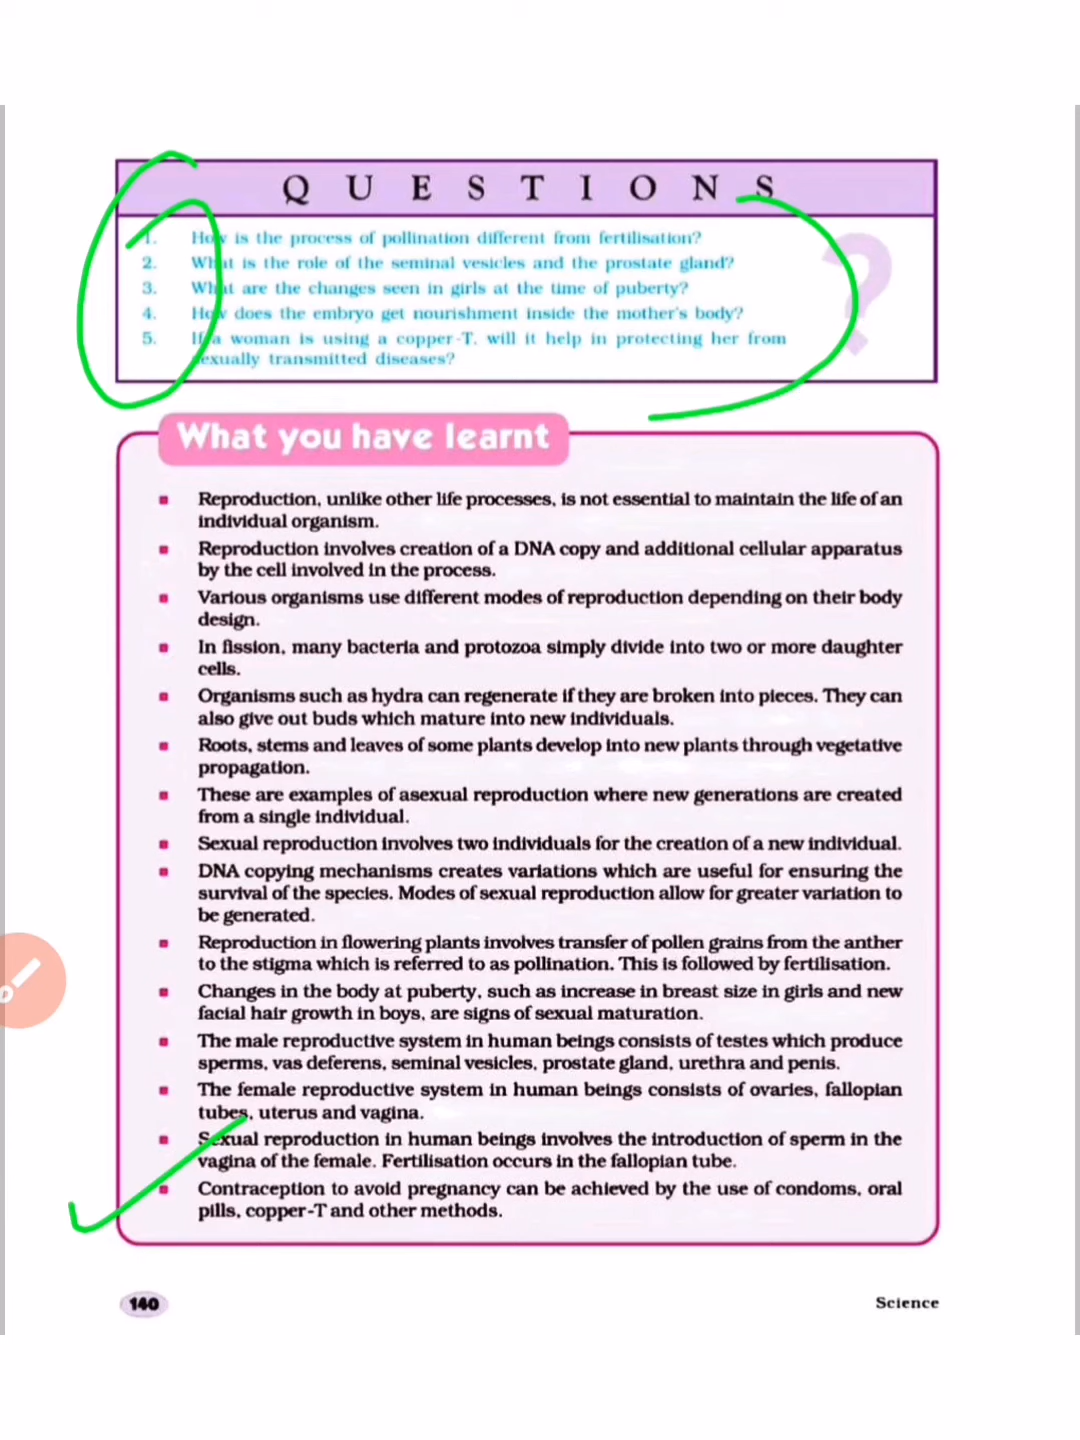 QUESTIONS
1. How is the process of pollination different from fertilisation?
2. What is the role of the seminal vesicles and the prostate gland?
3. What are the changes seen in girls at the time of puberty?
4. How does the embryo get nourishment inside the mother's body?
5. If a woman is using a copper-T, will it help in protecting her from
sexually transmitted diseases?
?
What you have learnt
Reproduction, unlike other life processes, is not essential to maintain the life of an
individual organism.
Reproduction involves creation of a DNA copy and additional cellular apparatus
by the cell involved in the process.
Various organisms use different modes of reproduction depending on their body
design.
In fission, many bacteria and protozoa simply divide into two or more daughter
cells.
Organisms such as hydra can regenerate if they are broken into pieces. They can
also give out buds which mature into new individuals.
Roots, stems and leaves of some plants develop into new plants through vegetative
propagation.
These are examples of asexual reproduction where new generations are created
from a single individual.
Sexual reproduction involves two individuals for the creation of a new individual.
DNA copying mechanisms creates variations which are useful for ensuring the
survival of the species. Modes of sexual reproduction allow for greater variation to
be generated.
Reproduction in flowering plants involves transfer of pollen grains from the anther
to the stigma which is referred to as pollination. This is followed by fertilisation.
Changes in the body at puberty, such as increase in breast size in girls and new
facial hair growth in boys, are signs of sexual maturation.
The male reproductive system in human beings consists of testes which produce
sperms, vas deferens, seminal vesicles, prostate gland, urethra and penis.
The female reproductive system in human beings consists of ovaries, fallopian
tubes, uterus and vagina.
Sexual reproduction in human beings involves the introduction of sperm in the
vagina of the female. Fertilisation occurs in the fallopian tube.
Contraception to avoid pregnancy can be achieved by the use of condoms, oral
pills, copper-T and other methods.
140
Science